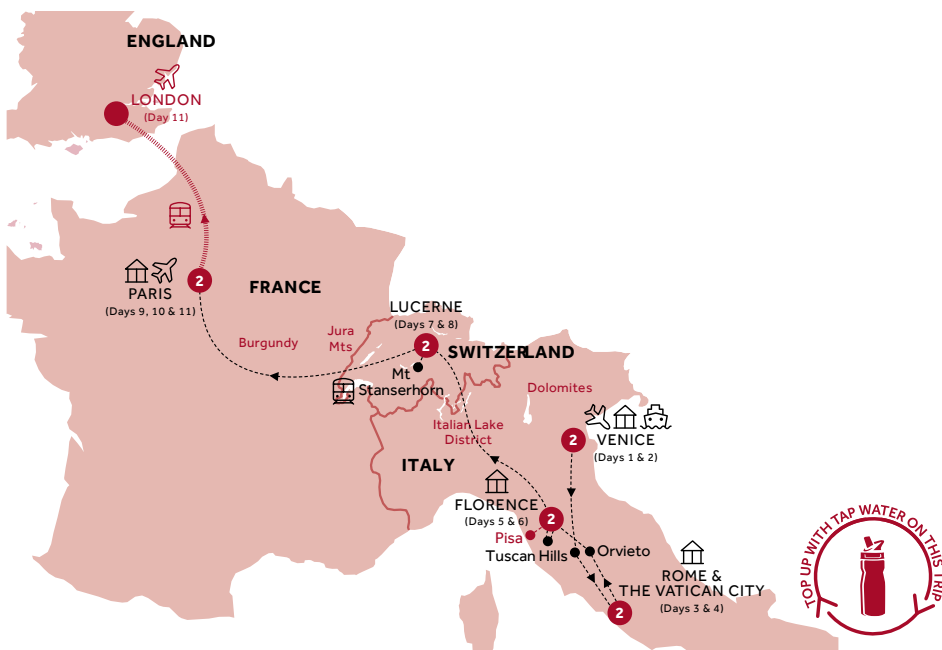 ENGLAND
LONDON
(Day 11)
2
PARIS
(Days 9, 10 & 11)
FRANCE
Burgundy
Jura
Mts
LUCERNE
(Days 7 & 8)
2
SWITZERLAND
Mt
Stanserhorn
Dolomites
Italian Lake
District
2
VENICE
(Days 1 & 2)
ITALY
FLORENCE
(Days 5 & 6)
2
Pisa
Tuscan Hills
Orvieto
ROME &
THE VATICAN CITY
(Days 3 & 4)
2
TOP UP WITH TAP WATER ON THIS TRIP